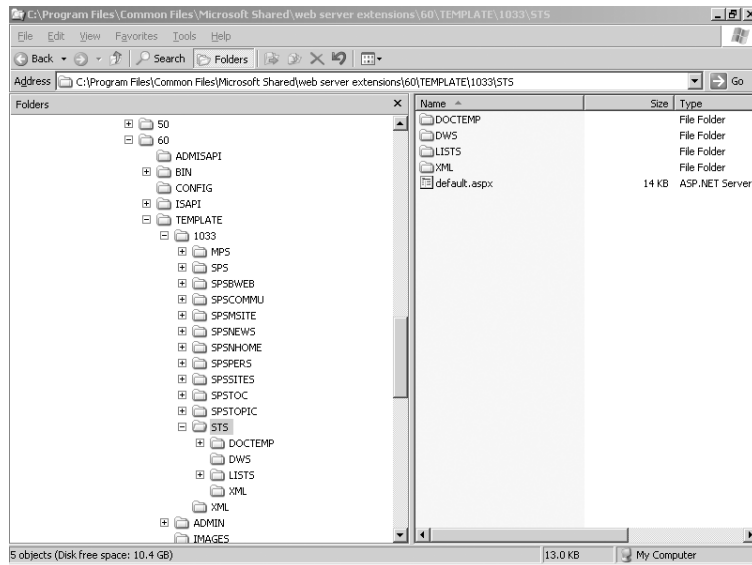 C:\Program Files\Common Files\Microsoft Shared\web server extensions\60\TEMPLATE\1033\STS
File Edit View Favorites Tools Help
Back Search Folders
Address C:\Program Files\Common Files\Microsoft Shared\web server extensions\60\TEMPLATE\1033\STS Go
Folders
50
60
ADMISAPI
BIN
CONFIG
ISAPI
TEMPLATE
1033
MPS
SPS
SPSBWEB
SPSCOMMU
SPSMSITE
SPSNEWS
SPSNHOME
SPSPERS
SPSSITES
SPSTOC
SPSTOPIC
STS
DOCTEMP
DWS
LISTS
XML
XML
ADMIN
IMAGES
Name Size Type
DOCTEMP File Folder
DWS File Folder
LISTS File Folder
XML File Folder
default.aspx 14 KB ASP.NET Server
5 objects (Disk free space: 10.4 GB) 13.0 KB My Computer